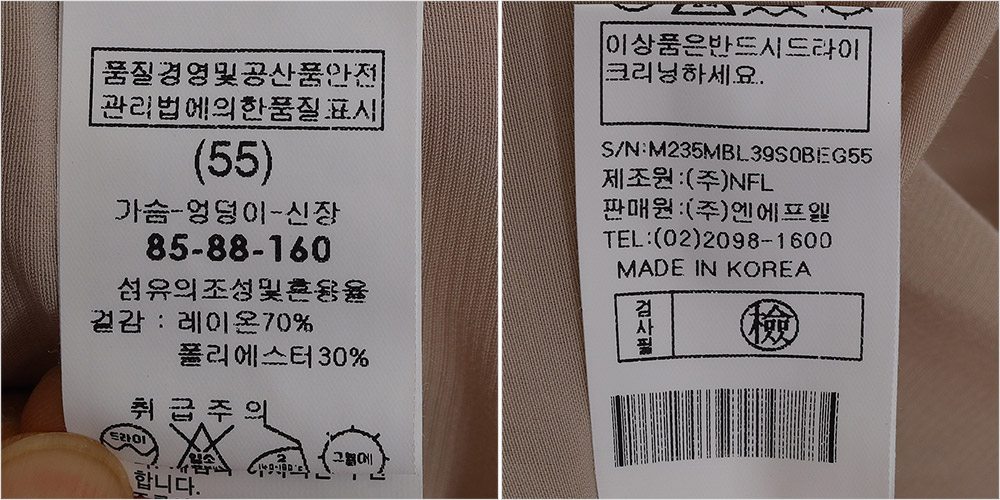 품질경영및공산품안전
관리법에의한품질표시
(55)
가슴-엉덩이-신장
85-88-160
섬유의조성및혼용율
겉감 : 레이온70%
폴리에스터30%
취급주의
드라이
염소
2
140-160℃
그늘에
합니다.
이상품은반드시드라이
크리닝하세요.
S/N:M235MBL39S0BEG55
제조원:(주)NFL
판매원:(주)엔에프엘
TEL:(02)2098-1600
MADE IN KOREA
검사필
檢